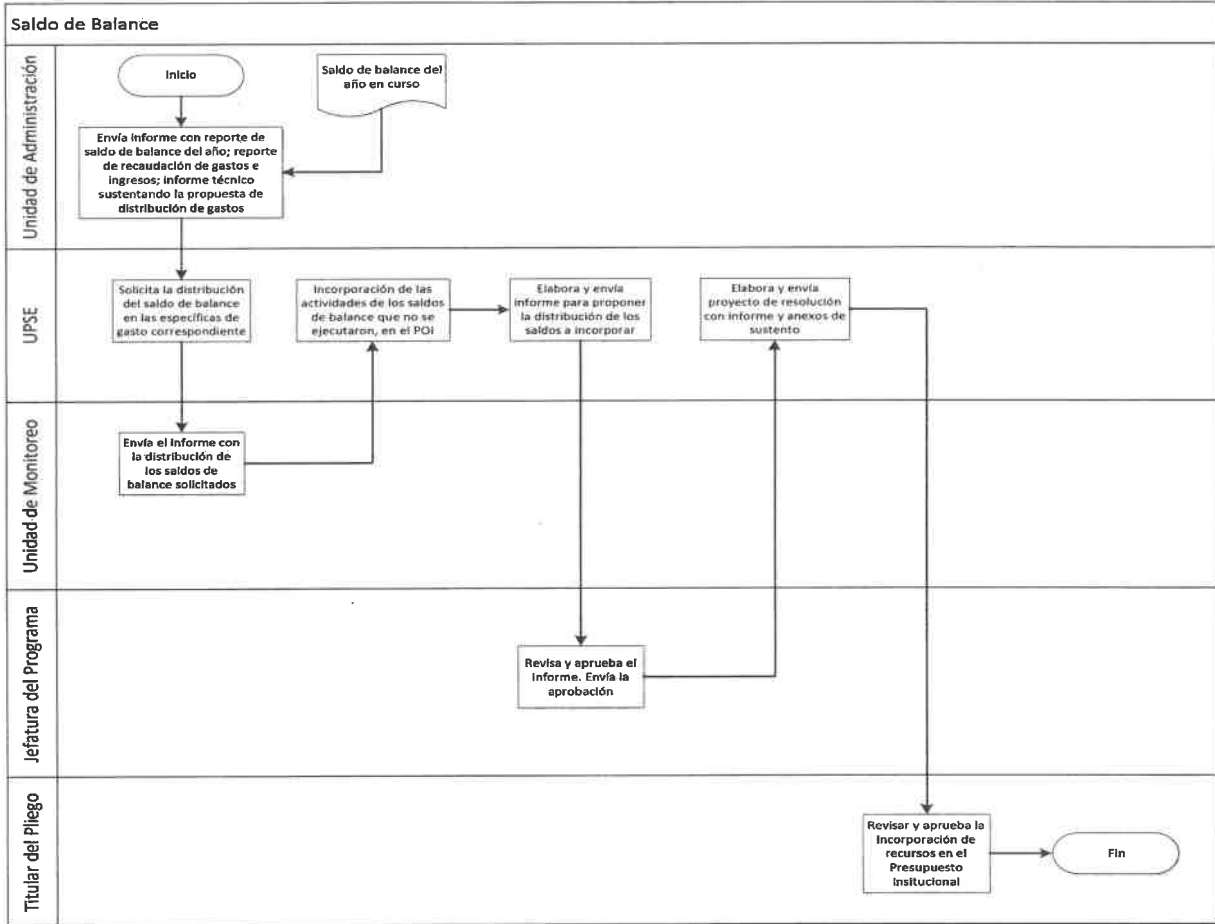 Saldo de Balance
Unidad de Administración
Inicio
Saldo de balance del
año en curso
Envía informe con reporte de
saldo de balance del año; reporte
de recaudación de gastos e
ingresos; informe técnico
sustentando la propuesta de
distribución de gastos
UPSE
Solicita la distribución
del saldo de balance
en las específicas de
gasto correspondiente
Incorporación de las
actividades de los saldos
de balance que no se
ejecutaron, en el POI
Elabora y envía
informe para proponer
la distribución de los
saldos a incorporar
Elabora y envía
proyecto de resolución
con informe y anexos de
sustento
Unidad de Monitoreo
Envía el informe con
la distribución de
los saldos de
balance solicitados
Jefatura del Programa
Revisa y aprueba el
informe. Envía la
aprobación
Titular del Pliego
Revisar y aprueba la
incorporación de
recursos en el
Presupuesto
Insitucional
Fin